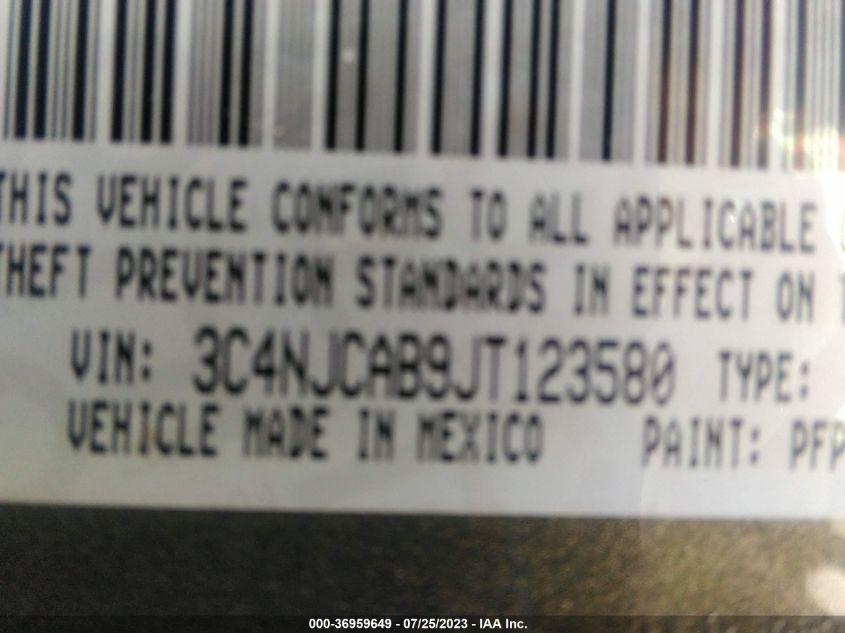 THIS VEHICLE CONFORMS TO ALL APPLICABLE
THEFT PREVENTION STANDARDS IN EFFECT ON
VIN: 3C4NJCAB9JT123580 TYPE:
VEHICLE MADE IN MEXICO PAINT: PFP
000-36959649 - 07/25/2023 - IAA Inc.